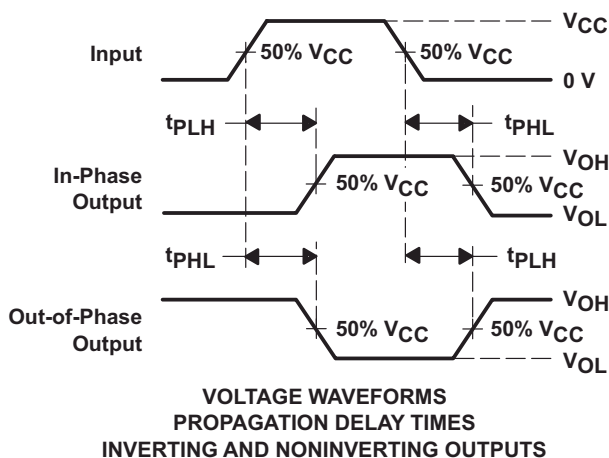 VCC
Input
50% VCC
50% VCC
0 V
tPLH
tPHL
VOH
In-Phase
Output
50% VCC
50% VCC
VOL
tPHL
tPLH
VOH
Out-of-Phase
Output
50% VCC
50% VCC
VOL
VOLTAGE WAVEFORMS
PROPAGATION DELAY TIMES
INVERTING AND NONINVERTING OUTPUTS